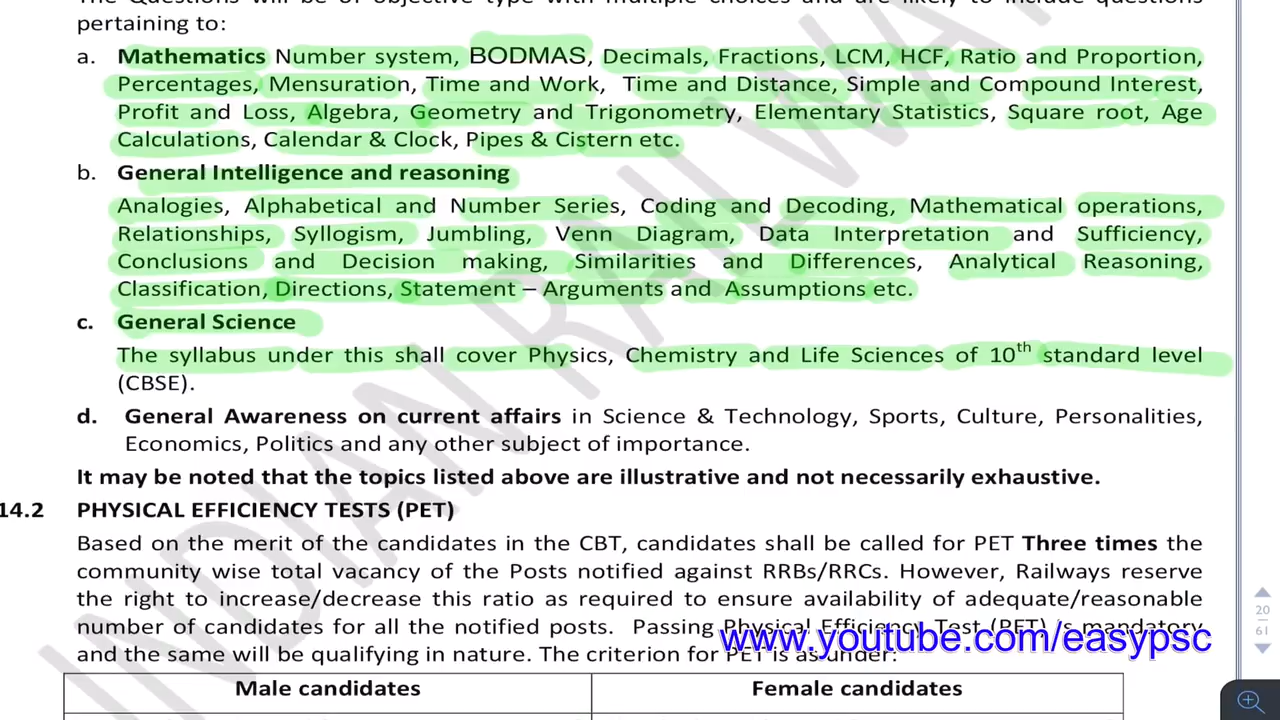 The Questions will be of objective type with multiple choices and are likely to include questions
pertaining to:
a. Mathematics Number system, BODMAS, Decimals, Fractions, LCM, HCF, Ratio and Proportion,
Percentages, Mensuration, Time and Work, Time and Distance, Simple and Compound Interest,
Profit and Loss, Algebra, Geometry and Trigonometry, Elementary Statistics, Square root, Age
Calculations, Calendar & Clock, Pipes & Cistern etc.
b. General Intelligence and reasoning
Analogies, Alphabetical and Number Series, Coding and Decoding, Mathematical operations,
Relationships, Syllogism, Jumbling, Venn Diagram, Data Interpretation and Sufficiency,
Conclusions and Decision making, Similarities and Differences, Analytical Reasoning,
Classification, Directions, Statement – Arguments and Assumptions etc.
c. General Science
The syllabus under this shall cover Physics, Chemistry and Life Sciences of 10th standard level
(CBSE).
d. General Awareness on current affairs in Science & Technology, Sports, Culture, Personalities,
Economics, Politics and any other subject of importance.
It may be noted that the topics listed above are illustrative and not necessarily exhaustive.
14.2 PHYSICAL EFFICIENCY TESTS (PET)
Based on the merit of the candidates in the CBT, candidates shall be called for PET Three times the
community wise total vacancy of the Posts notified against RRBs/RRCs. However, Railways reserve
the right to increase/decrease this ratio as required to ensure availability of adequate/reasonable
number of candidates for all the notified posts. Passing Physical Efficiency Test (PET) is mandatory
and the same will be qualifying in nature. The criterion for PET is as under:
www.youtube.com/easypsc
Male candidates Female candidates
INDIAN RAILWAY
20
61